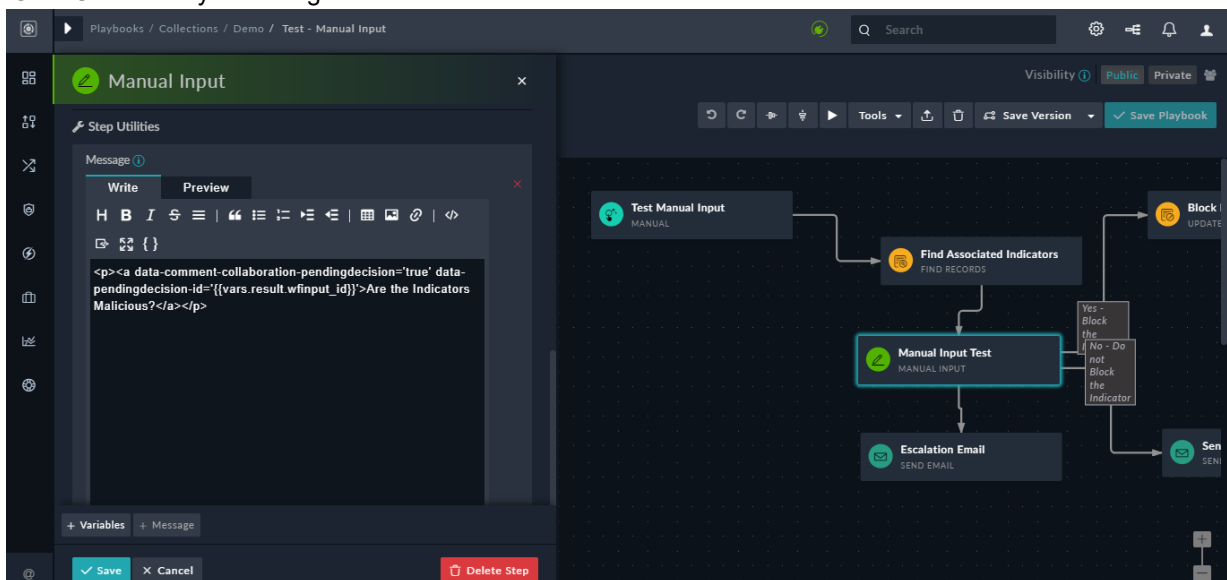 Playbooks / Collections / Demo / Test - Manual Input
Search
Manual Input
Visibility
Public
Private
Step Utilities
Tools
Save Version
Save Playbook
Message
Write
Preview
H B I S
<p><a data-comment-collaboration-pendingdecision='true' data-
pendingdecision-id='{{vars.result.wfinput_id}}'>Are the Indicators
Malicious?</a></p>
Test Manual Input
MANUAL
Block
UPDATE
Find Associated Indicators
FIND RECORDS
Yes -
Block
the
No - Do
not
Block
the
Indicator
Manual Input Test
MANUAL INPUT
Escalation Email
SEND EMAIL
+ Variables
+ Message
Save
X Cancel
Delete Step
@